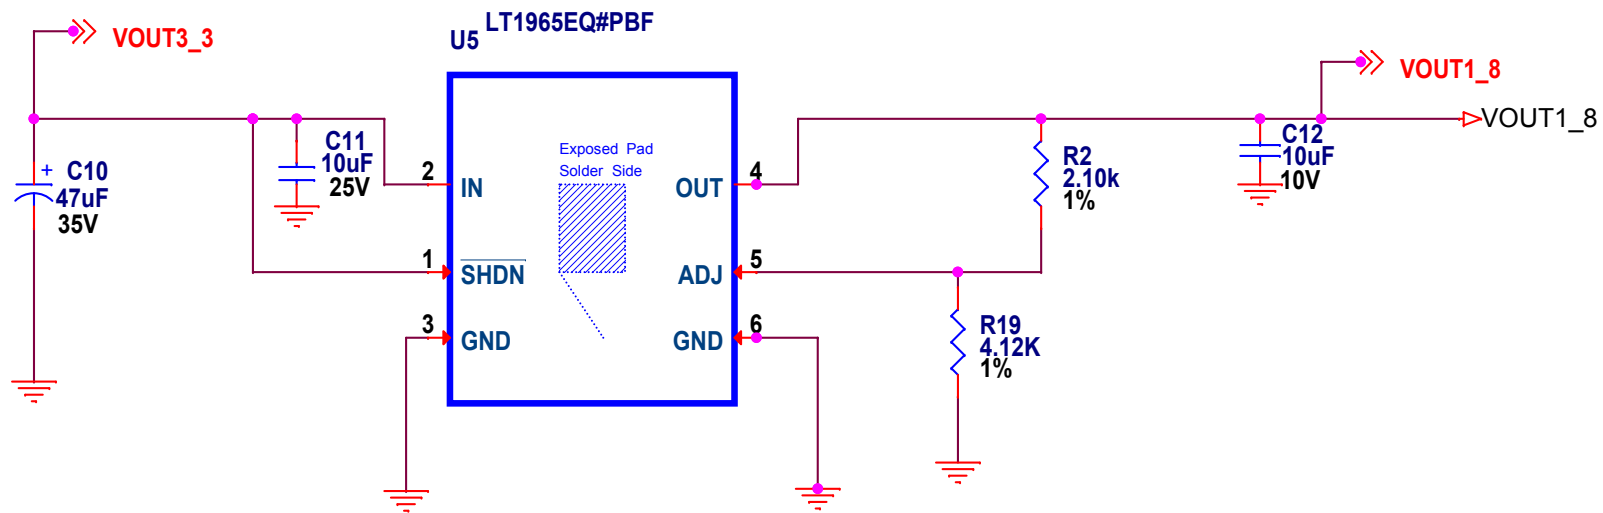 LT1965EQ#PBF
U5
VOUT3_3
VOUT1_8
VOUT1_8
C10
47uF
35V
+
C11
10uF
25V
Exposed Pad
Solder Side
2
IN
1
SHDN
3
GND
4
OUT
5
ADJ
6
GND
R2
2.10k
1%
R19
4.12K
1%
C12
10uF
10V